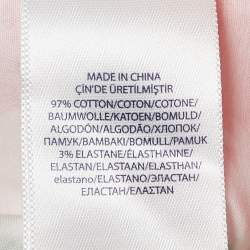 MADE IN CHINA
ÇİN'DE ÜRETİLMİŞTİR
97% COTTON/COTON/COTONE/
BAUMWOLLE/KATOEN/BOMULD/
ALGODÓN/ALGODÃO/ХЛОПОК/
ПАМУК/BAMBAKI/BOMULL/PAMUK
3% ELASTANE/ÉLASTHANNE/
ELASTAN/ELASTAAN/ELASTHAN/
elastano/ELASTANO/ЭЛАСТАН/
ЕЛАСТАН/ΕΛΑΣΤΑΝ